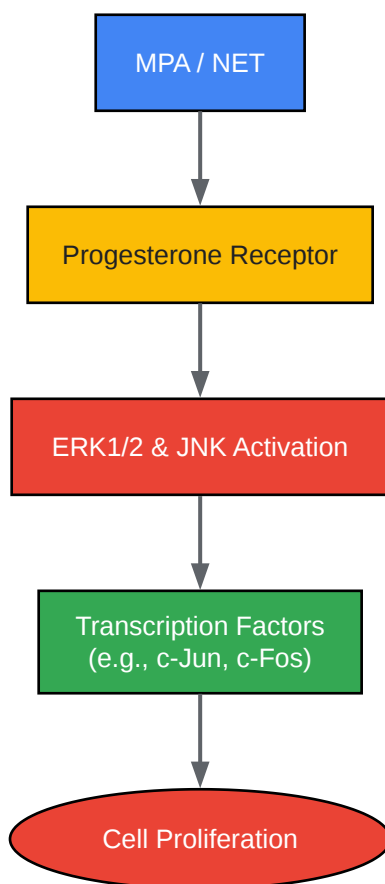 MPA / NET
Progesterone Receptor
ERK1/2 & JNK Activation
Transcription Factors
(e.g., c-Jun, c-Fos)
Cell Proliferation